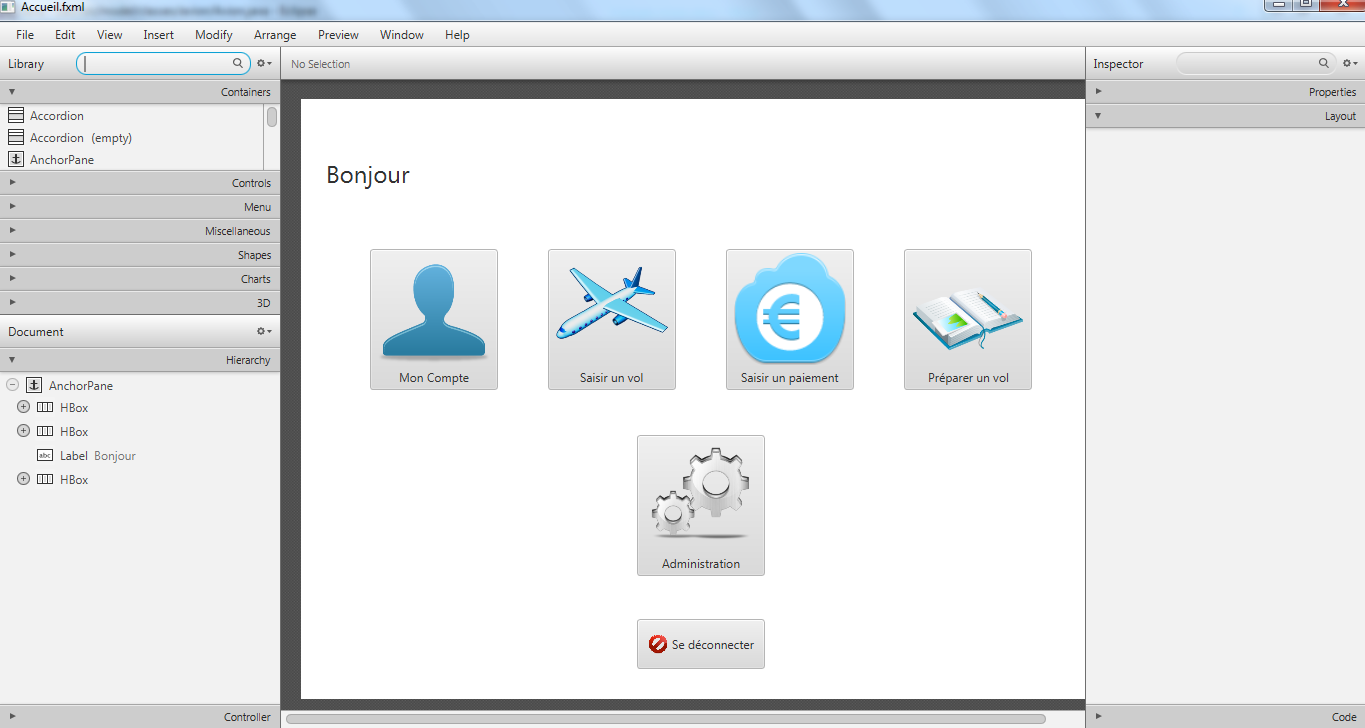 Accueil.fxml
File Edit View Insert Modify Arrange Preview Window Help
Library
No Selection
Inspector
Containers
Properties
Accordion
Layout
Accordion (empty)
AnchorPane
Controls
Menu
Miscellaneous
Shapes
Charts
3D
Document
Hierarchy
AnchorPane
HBox
HBox
abc Label Bonjour
HBox
Controller
Bonjour
Mon Compte
Saisir un vol
Saisir un paiement
Préparer un vol
Administration
Se déconnecter
Code